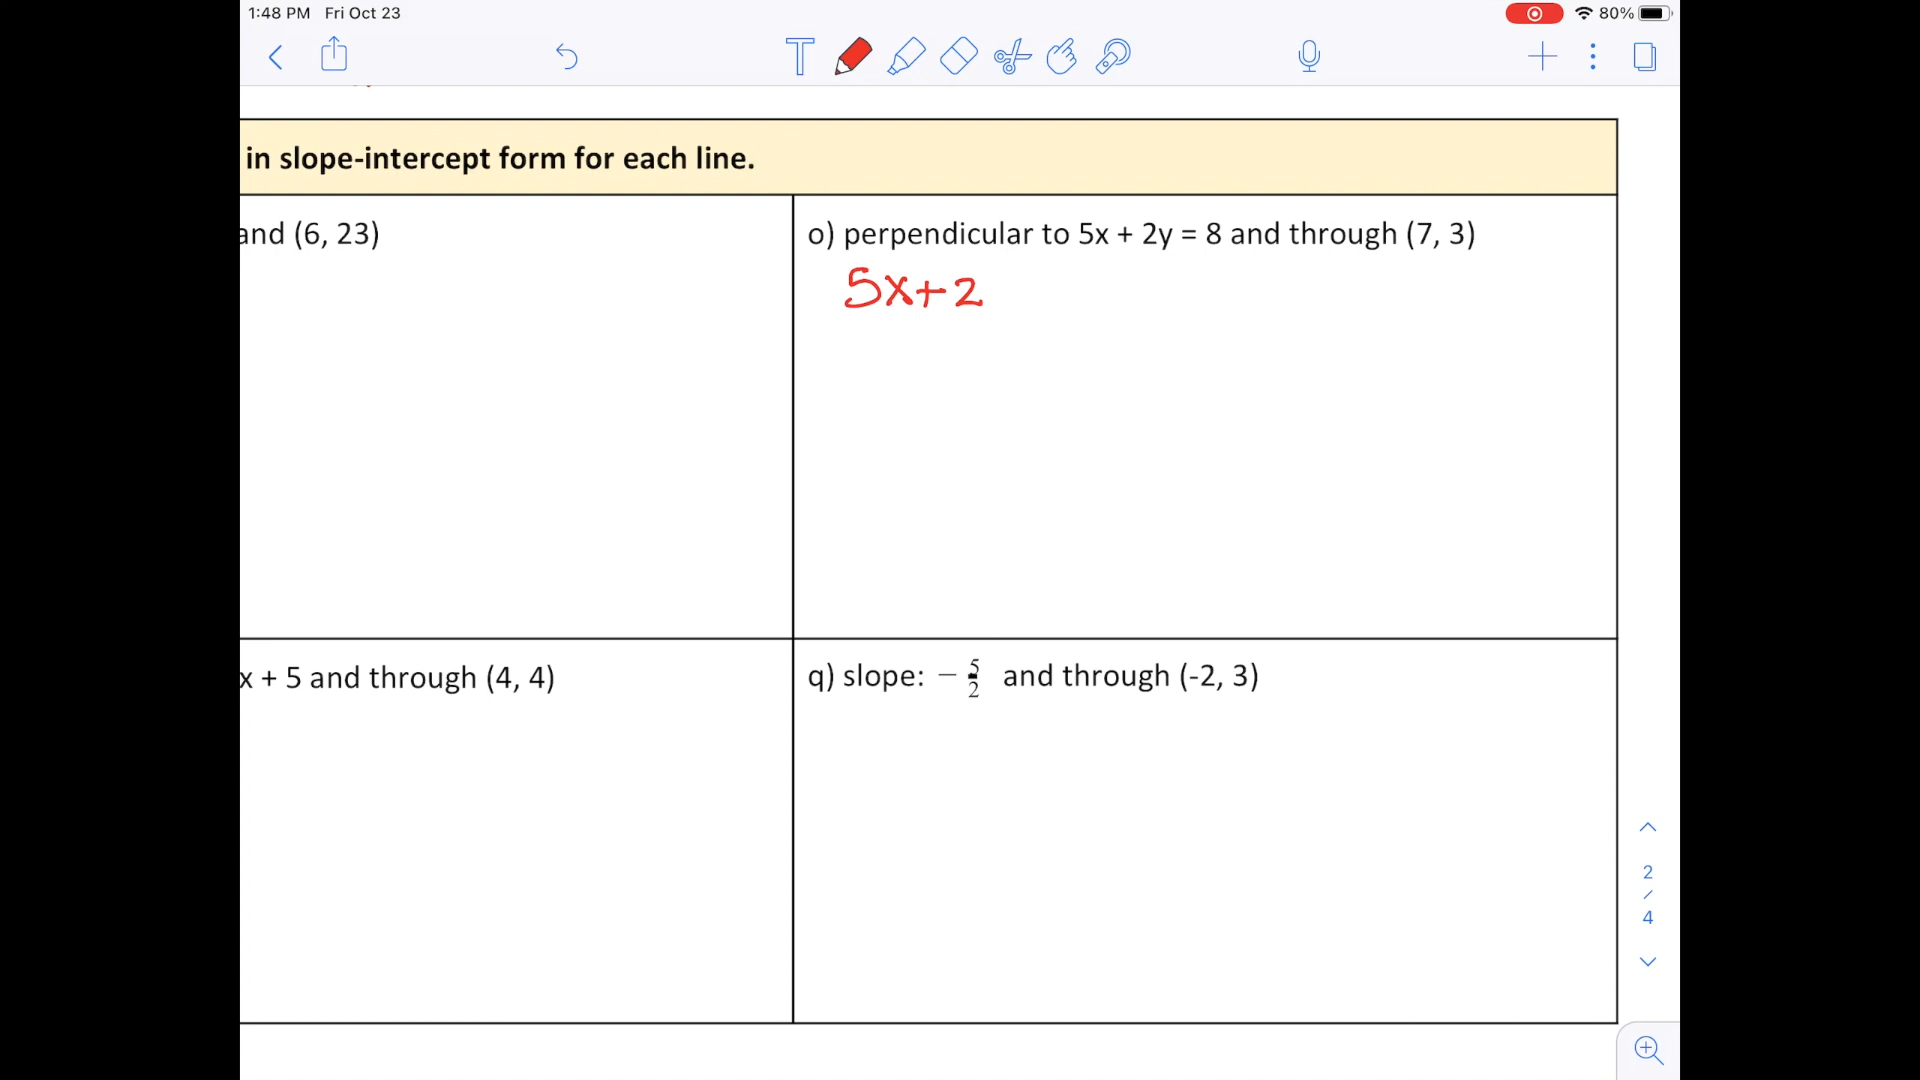 1:48 PM Fri Oct 23
80%
T
in slope-intercept form for each line.
and (6, 23)
o) perpendicular to 5x + 2y = 8 and through (7, 3)
5x+2
x + 5 and through (4, 4)
q) slope: − 5/2 and through (-2, 3)
2
/
4